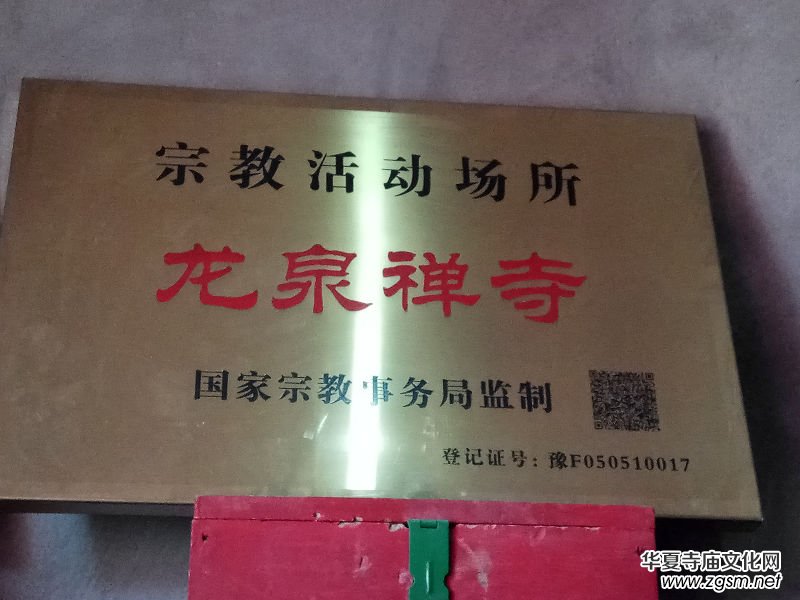 宗教活动场所
龙泉禅寺
国家宗教事务局监制
登记证号：豫F050510017
华夏寺庙文化网
www.zgsm.net